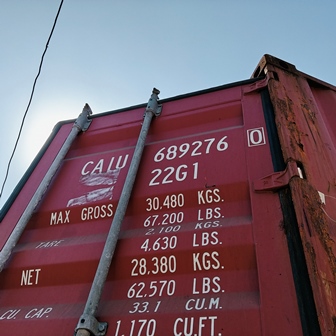 CAIU 689276 0
22G1
MAX GROSS 30.480 KGS.
67.200 LBS.
TARE 2.100 KGS.
4.630 LBS.
NET 28.380 KGS.
62,570 LBS.
CU. CAP. 33.1 CU.M.
1.170 CU.FT.